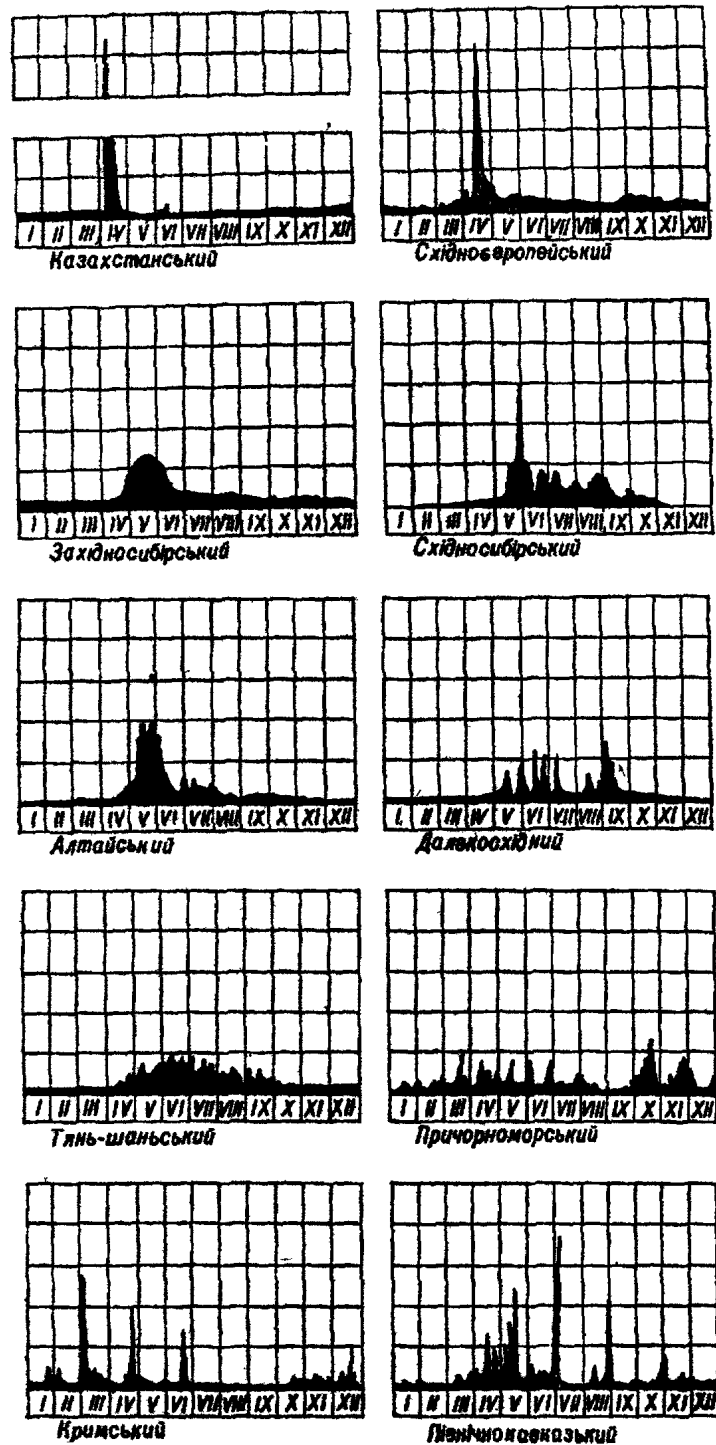 I II III IV V VI VII VIII IX X XI XII
Казахстанський
I II III IV V VI VII VIII IX X XI XII
Східноєвропейський
I II III IV V VI VII VIII IX X XI XII
Західносибірський
I II III IV V VI VII VIII IX X XI XII
Східносибірський
I II III IV V VI VII VIII IX X XI XII
Алтайський
I II III IV V VI VII VIII IX X XI XII
Далекосхідний
I II III IV V VI VII VIII IX X XI XII
Тянь-шаньський
I II III IV V VI VII VIII IX X XI XII
Причорноморський
I II III IV V VI VII VIII IX X XI XII
Кримський
I II III IV V VI VII VIII IX X XI XII
Північнокавказький